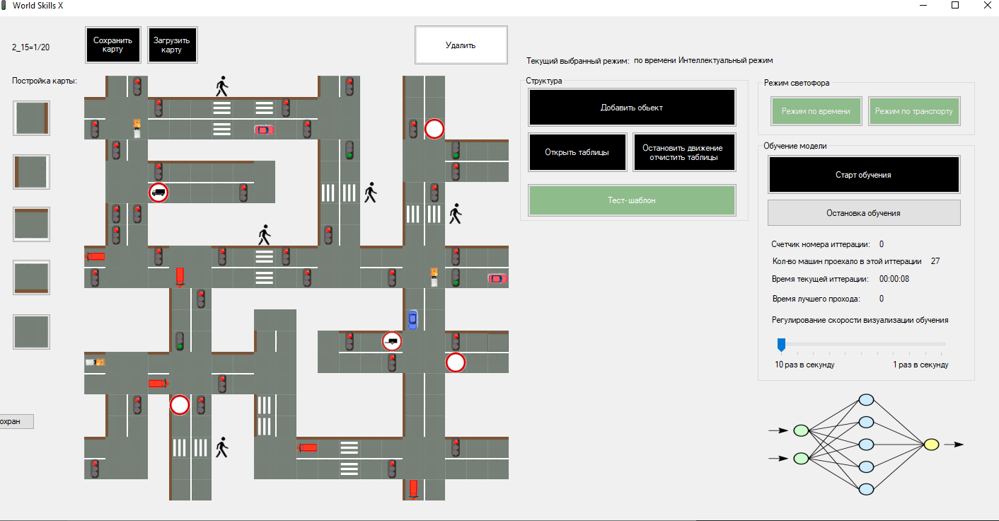 World Skills X
2_15=1/20
Сохранить
карту
Загрузить
карту
Удалить
Текущий выбранный режим: по времени Интеллектуальный режим
Постройка карты:
Структура
Добавить обьект
Открыть таблицы
Остановить движение
отчистить таблицы
Тест- шаблон
Режим светофора
Режим по времени
Режим по транспорту
Обучение модели
Старт обучения
Остановка обучения
Счетчик номера иттерации: 0
Кол-во машин проехало в этой иттерации 27
Время текущей иттерации: 00:00:08
Время лучшего прохода: 0
Регулирование скорости визуализации обучения
10 раз в секунду
1 раз в секунду
охран